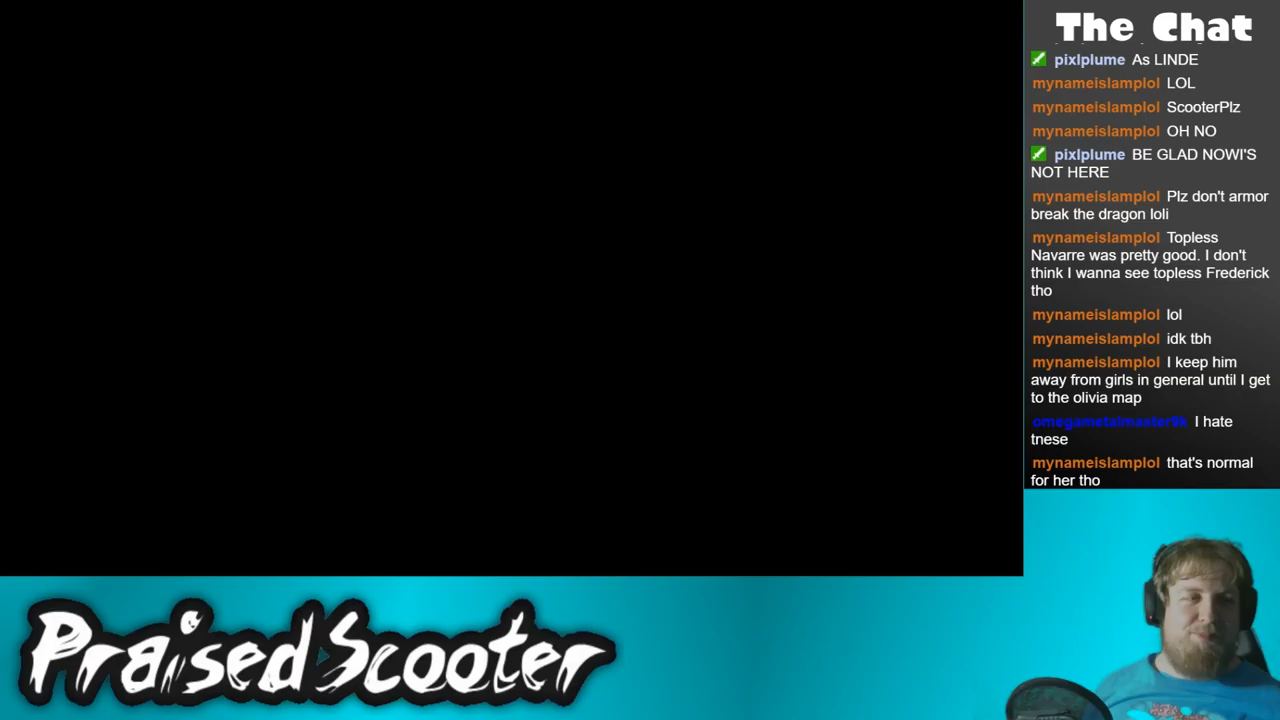 The Chat
pixlplume As LINDE
mynameislamplol LOL
mynameislamplol ScooterPlz
mynameislamplol OH NO
pixlplume BE GLAD NOWI'S
NOT HERE
mynameislamplol Plz don't armor
break the dragon loli
mynameislamplol Topless
Navarre was pretty good. I don't
think I wanna see topless Frederick
tho
mynameislamplol lol
mynameislamplol idk tbh
mynameislamplol I keep him
away from girls in general until I get
to the olivia map
omegametalmaster9k I hate
tnese
mynameislamplol that's normal
for her tho
PraisedScooter